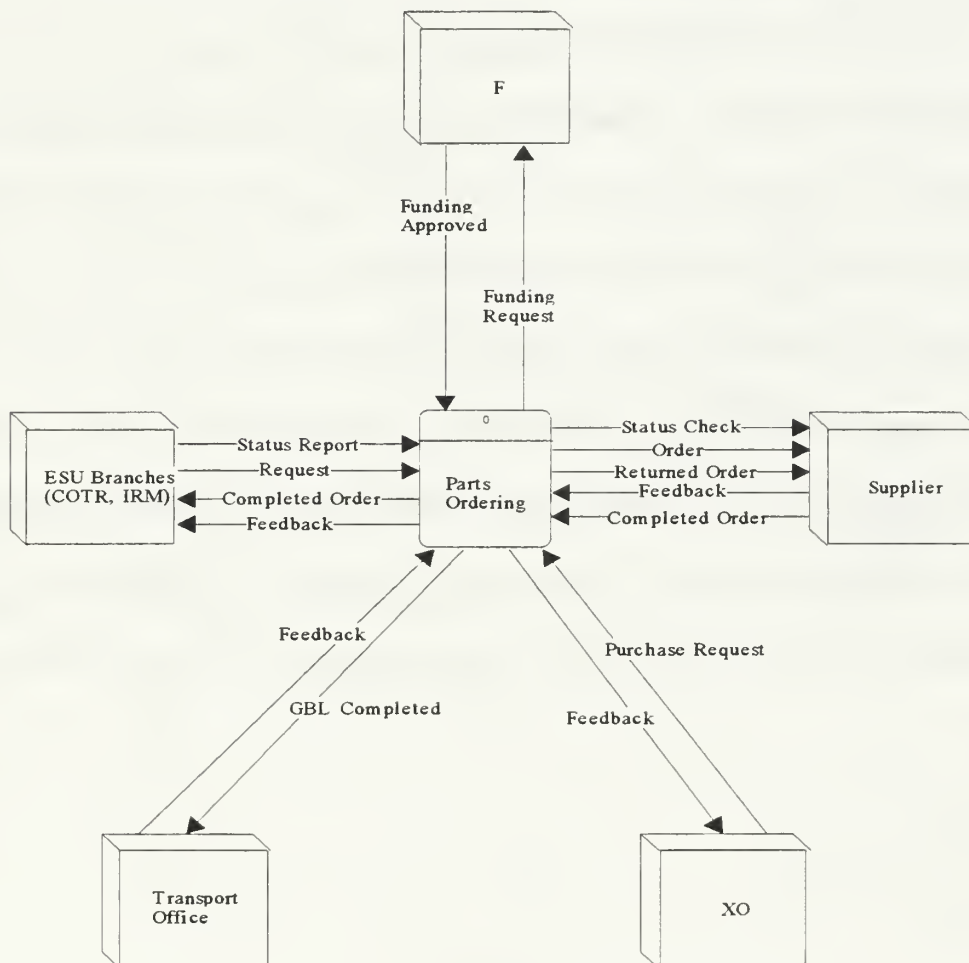 F
Funding
Approved
Funding
Request
0
Status Report
Request
Completed Order
Feedback
ESU Branches
(COTR, IRM)
Parts
Ordering
Status Check
Order
Returned Order
Feedback
Completed Order
Supplier
Feedback
GBL Completed
Purchase Request
Feedback
Transport
Office
XO